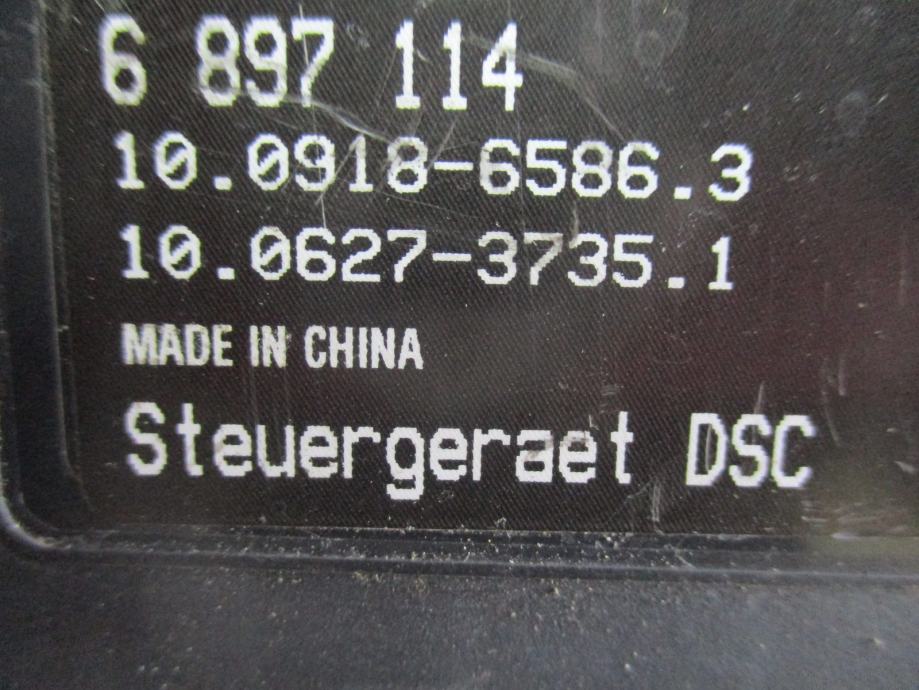 6 897 114
10.0918-6586.3
10.0627-3735.1
MADE IN CHINA
Steuergeraet DSC